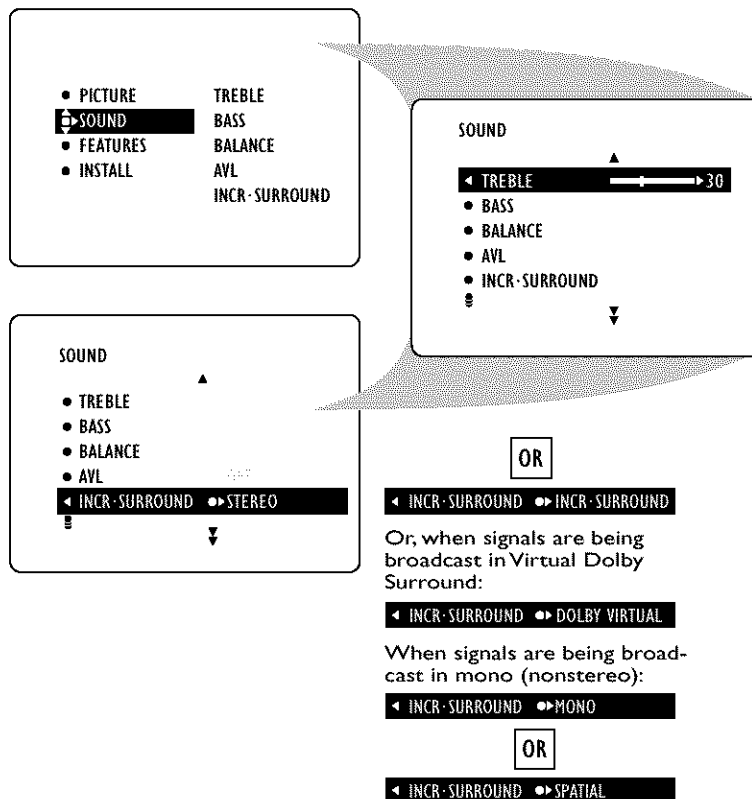 PICTURE TREBLE
SOUND BASS
FEATURES BALANCE
INSTALL AVL
INCR·SURROUND
SOUND
TREBLE 30
BASS
BALANCE
AVL
INCR·SURROUND
SOUND
TREBLE
BASS
BALANCE
AVL
INCR·SURROUND STEREO
OR
INCR·SURROUND INCR·SURROUND
Or, when signals are being
broadcast in Virtual Dolby
Surround:
INCR·SURROUND DOLBY VIRTUAL
When signals are being broad-
cast in mono (nonstereo):
INCR·SURROUND MONO
OR
INCR·SURROUND SPATIAL